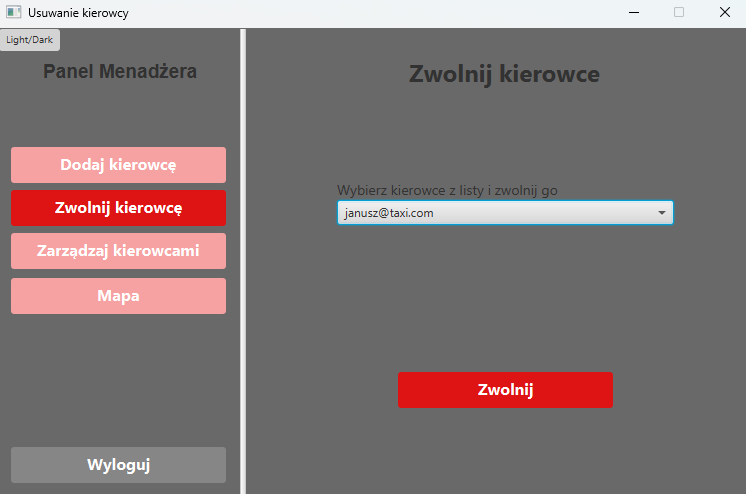 Usuwanie kierowcy
Light/Dark
Panel Menadżera
Dodaj kierowcę
Zwolnij kierowcę
Zarządzaj kierowcami
Mapa
Wyloguj
Zwolnij kierowce
Wybierz kierowce z listy i zwolnij go
janusz@taxi.com
Zwolnij